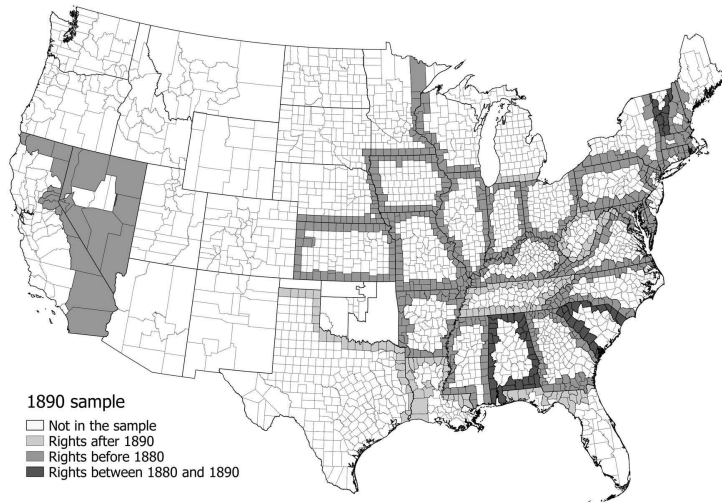 1890 sample
Not in the sample
Rights after 1890
Rights before 1880
Rights between 1880 and 1890